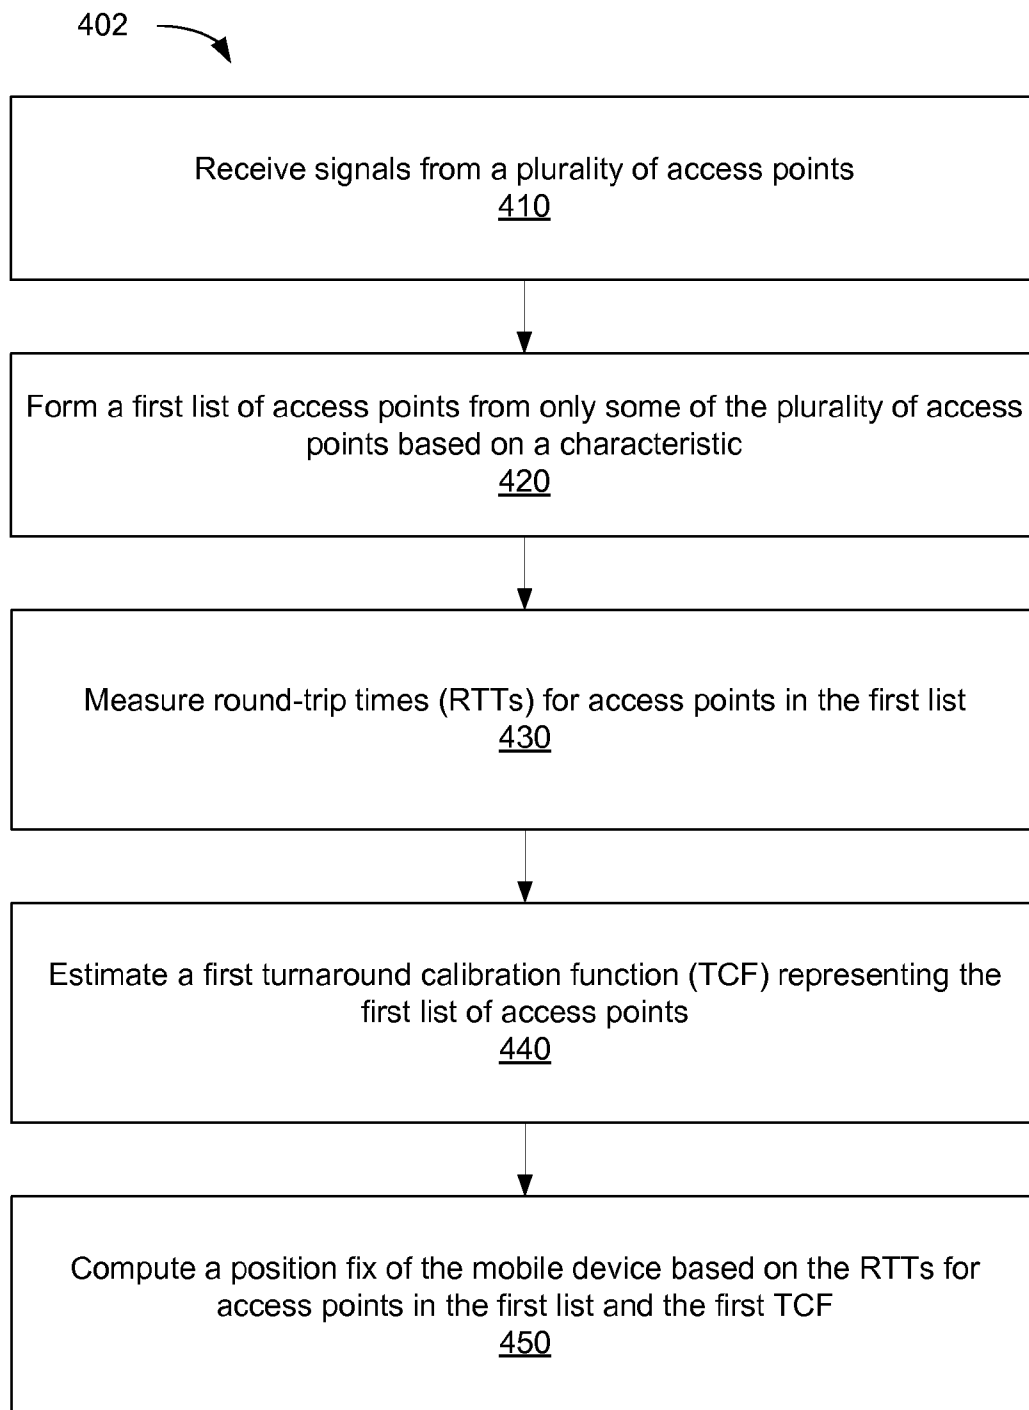 402
Receive signals from a plurality of access points
410
Form a first list of access points from only some of the plurality of access
points based on a characteristic
420
Measure round-trip times (RTTs) for access points in the first list
430
Estimate a first turnaround calibration function (TCF) representing the
first list of access points
440
Compute a position fix of the mobile device based on the RTTs for
access points in the first list and the first TCF
450